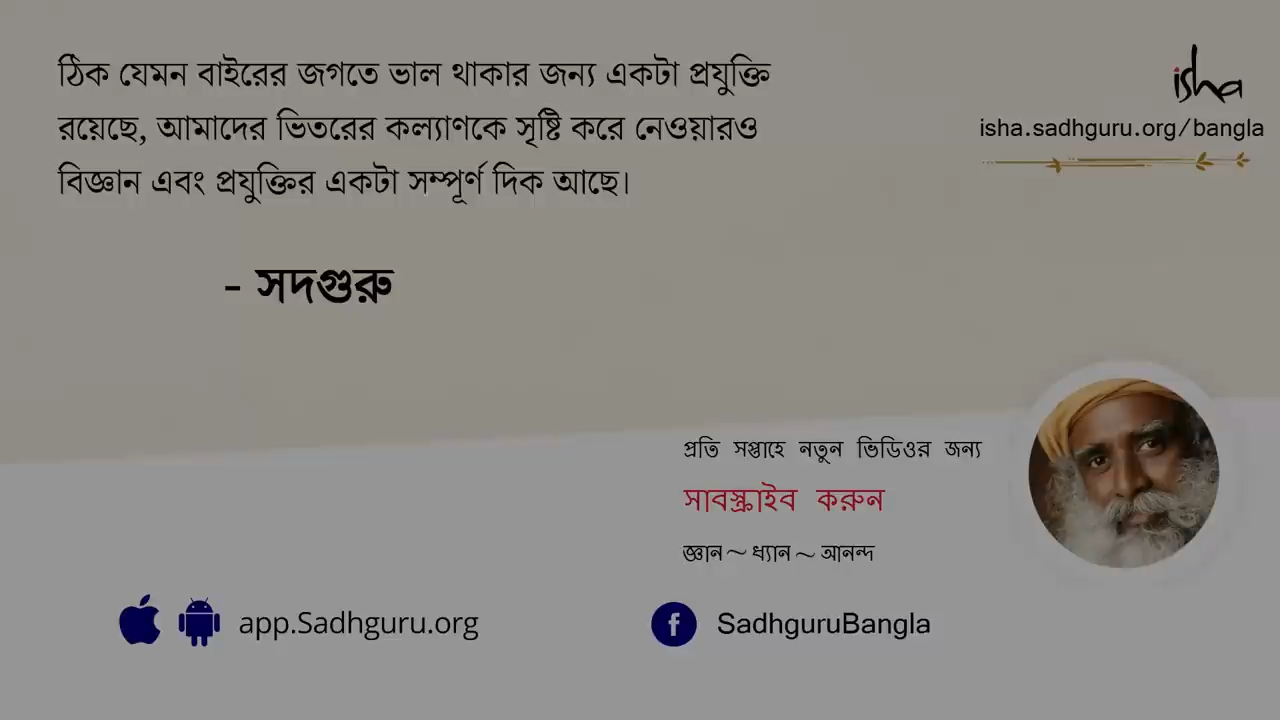 ঠিক যেমন বাইরের জগতে ভাল থাকার জন্য একটা প্রযুক্তি
রয়েছে, আমাদের ভিতরের কল্যাণকে সৃষ্টি করে নেওয়ারও
বিজ্ঞান এবং প্রযুক্তির একটা সম্পূর্ণ দিক আছে।
- সদগুরু
isha
isha.sadhguru.org/bangla
প্রতি সপ্তাহে নতুন ভিডিওর জন্য
সাবস্ক্রাইব করুন
জ্ঞান ~ ধ্যান ~ আনন্দ
app.Sadhguru.org
SadhguruBangla